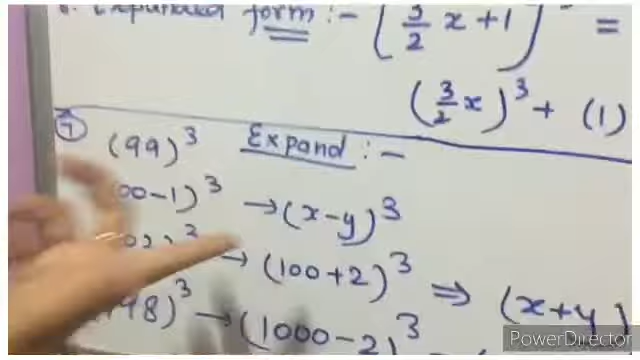 form :- (3/2 x + 1) =
(3/2 x)³ + (1)
⑦ (99)³ Expand :-
00-1)³ → (x-y)³
→ (100+2)³ ⇒ (x+y)
98)³ → (1000-2)³
PowerDirector